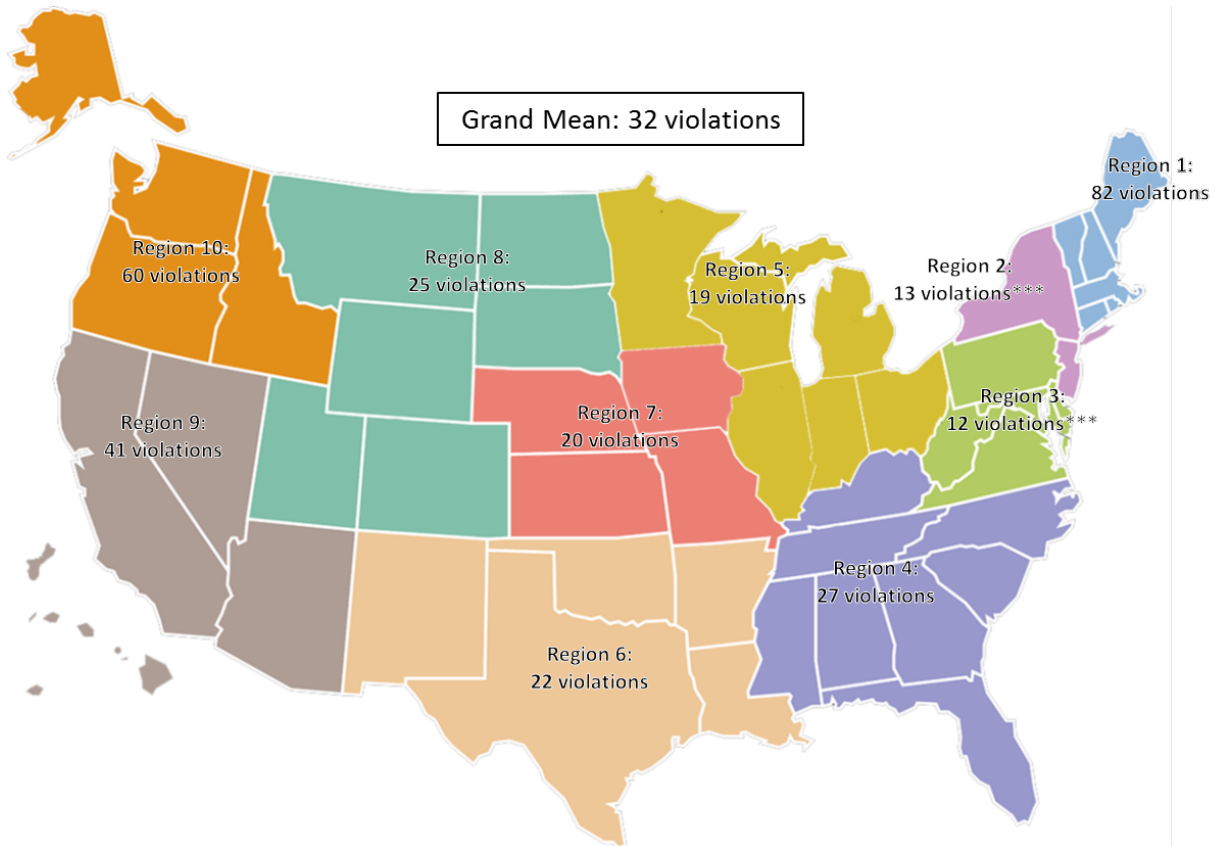 Grand Mean: 32 violations
Region 1:
82 violations
Region 10:
60 violations
Region 8:
25 violations
Region 5:
19 violations
Region 2:
13 violations***
Region 9:
41 violations
Region 7:
20 violations
Region 3:
12 violations***
Region 4:
27 violations
Region 6:
22 violations